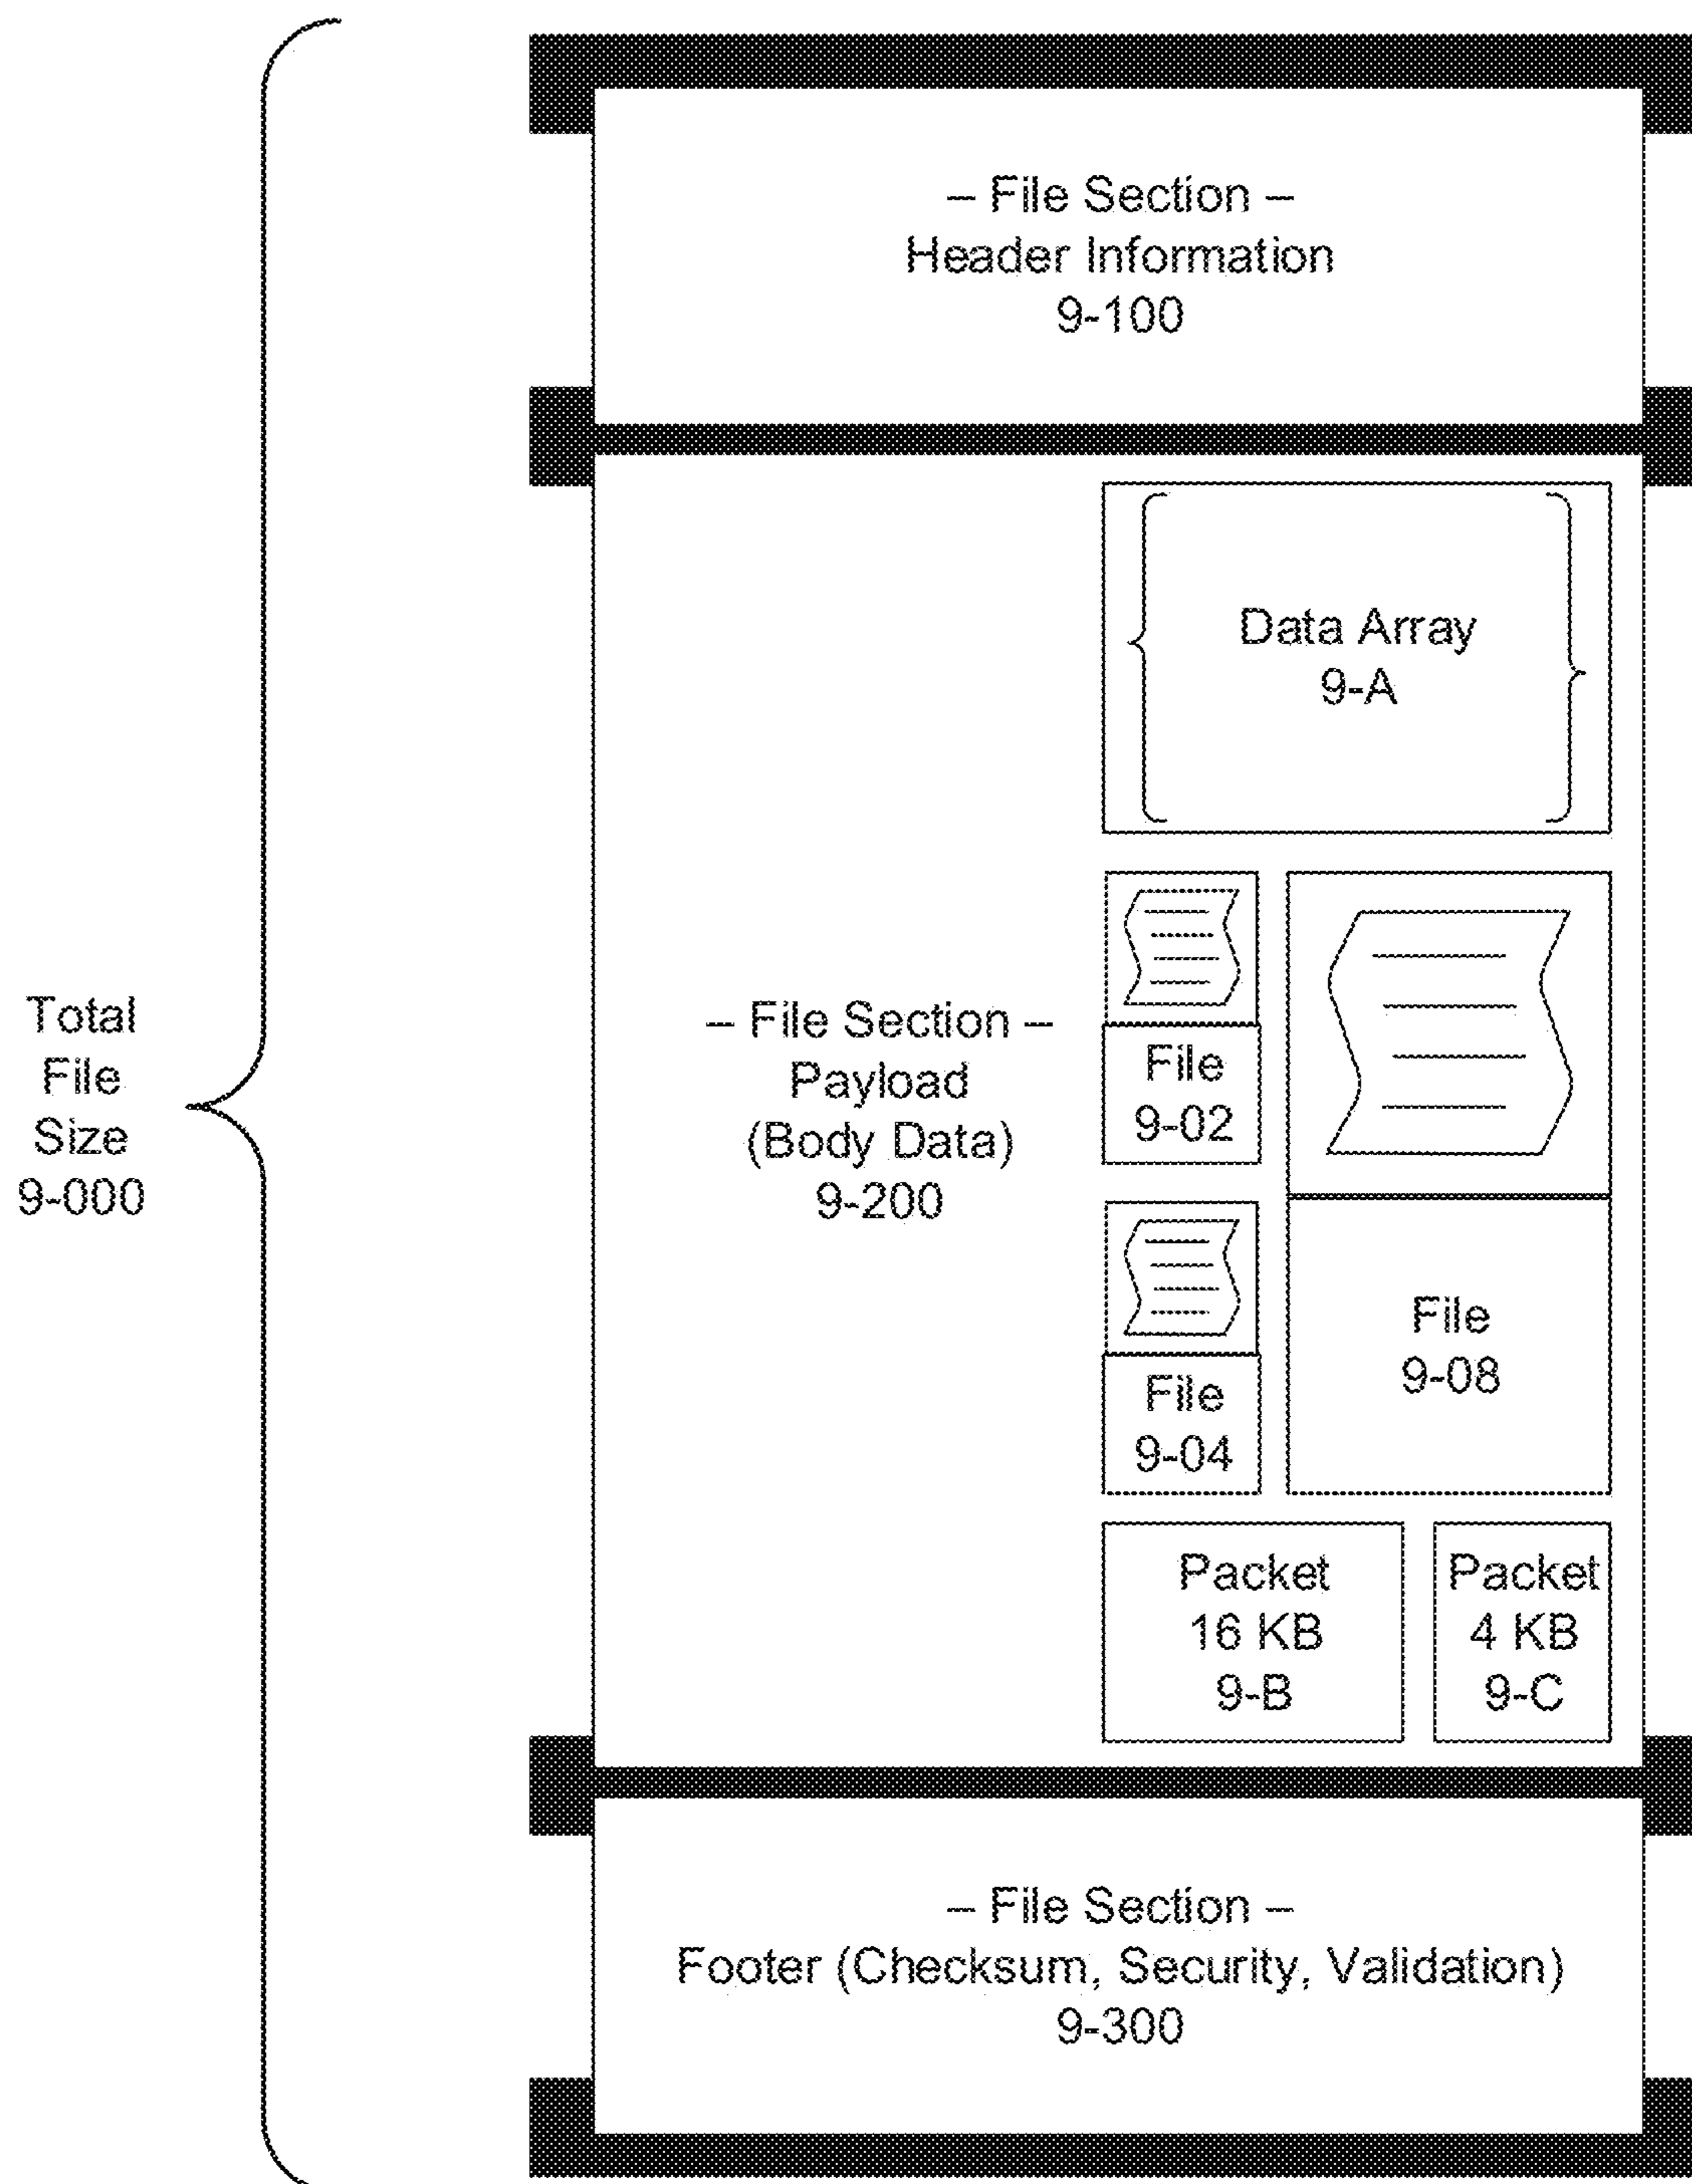 – File Section –
Header Information
9-100
Data Array
9-A
Total
File
Size
9-000
– File Section –
Payload
(Body Data)
9-200
File
9-02
File
9-04
File
9-08
Packet
16 KB
9-B
Packet
4 KB
9-C
– File Section –
Footer (Checksum, Security, Validation)
9-300